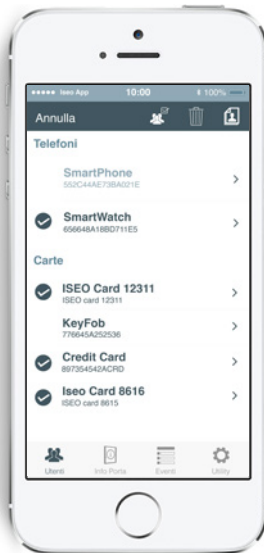 Iseo App 10:00 100%
Annulla
Telefoni
SmartPhone
552C44AE73BA021E
SmartWatch
656648A18BD711E5
Carte
ISEO Card 12311
ISEO card 12311
KeyFob
776645A252536
Credit Card
897354542ACRD
Iseo Card 8616
ISEO card 8615
Utenti Info Porta Eventi Utility